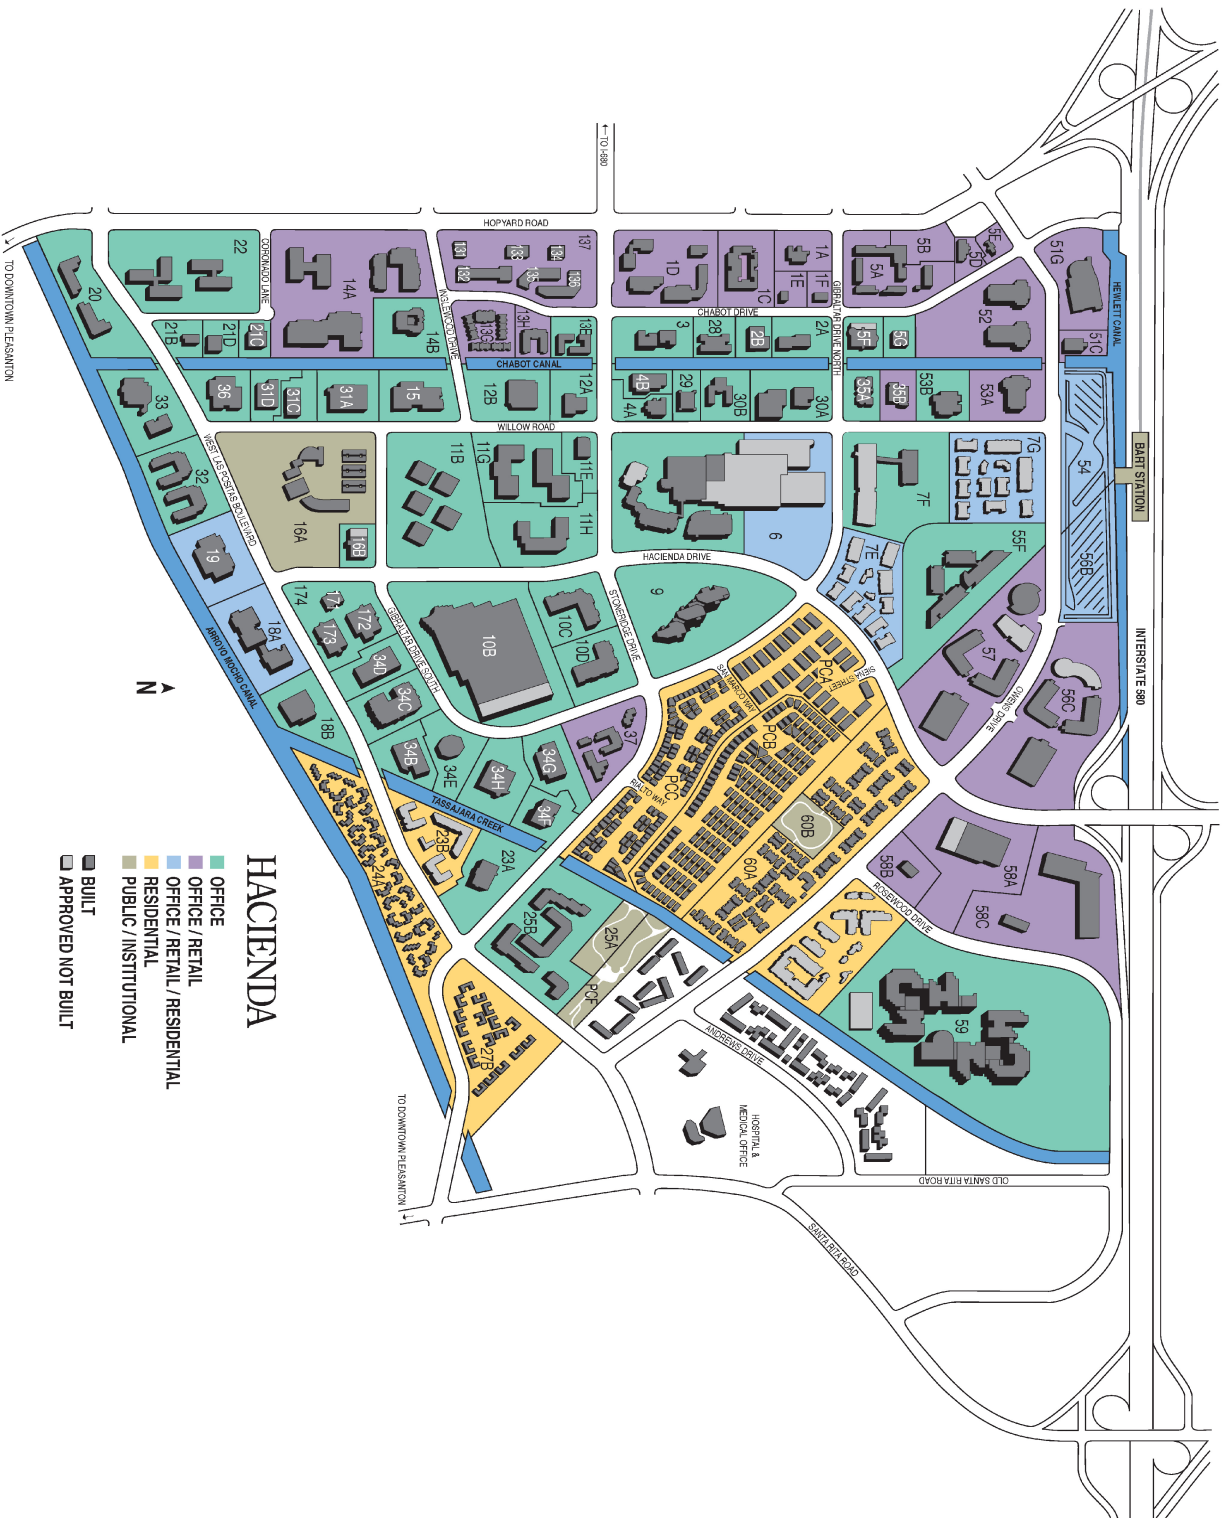 HACIENDA
OFFICE
OFFICE / RETAIL
OFFICE / RETAIL / RESIDENTIAL
RESIDENTIAL
PUBLIC / INSTITUTIONAL
BUILT
APPROVED NOT BUILT
N
INTERSTATE 580
BART STATION
HEWLETT CANAL
51G
51C
54
56B
5E
5D
5B
5A
52
53A
53B
35B
35A
5G
5F
7G
7F
55F
7E
57
56C
OWENS DRIVE
58A
58B
58C
ROSEWOOD DRIVE
59
GIBRALTAR DRIVE NORTH
1A
1F
1E
1C
1D
CHABOT DRIVE
2A
2B
28
3
30A
30B
29
4B
4A
6
HACIENDA DRIVE
9
SIENA STREET
PCA
PCB
PCC
SAN MARCO WAY
RIALTO WAY
60B
60A
← TO I-680
HOPYARD ROAD
137
134
136
133
135
131
132
13E
13H
13G
CHABOT CANAL
12A
12B
WILLOW ROAD
11E
11G
11H
11B
STONERIDGE DRIVE
10C
10D
10B
37
INGLEWOOD DRIVE
14A
14B
15
31A
31C
31D
36
CORONADO LANE
22
21C
21D
21B
20
33
32
WEST LAS POSITAS BOULEVARD
16A
16B
19
18A
18B
174
171
172
173
GIBRALTAR DRIVE SOUTH
34D
34C
34B
34E
34H
34G
34F
TASSAJARA CREEK
ARROYO MOCHO CANAL
23B
23A
24A
25B
25A
PCF
27B
ANDREWS DRIVE
HOSPITAL &
MEDICAL OFFICE
OLD SANTA RITA ROAD
SANTA RITA ROAD
TO DOWNTOWN PLEASANTON
TO DOWNTOWN PLEASANTON